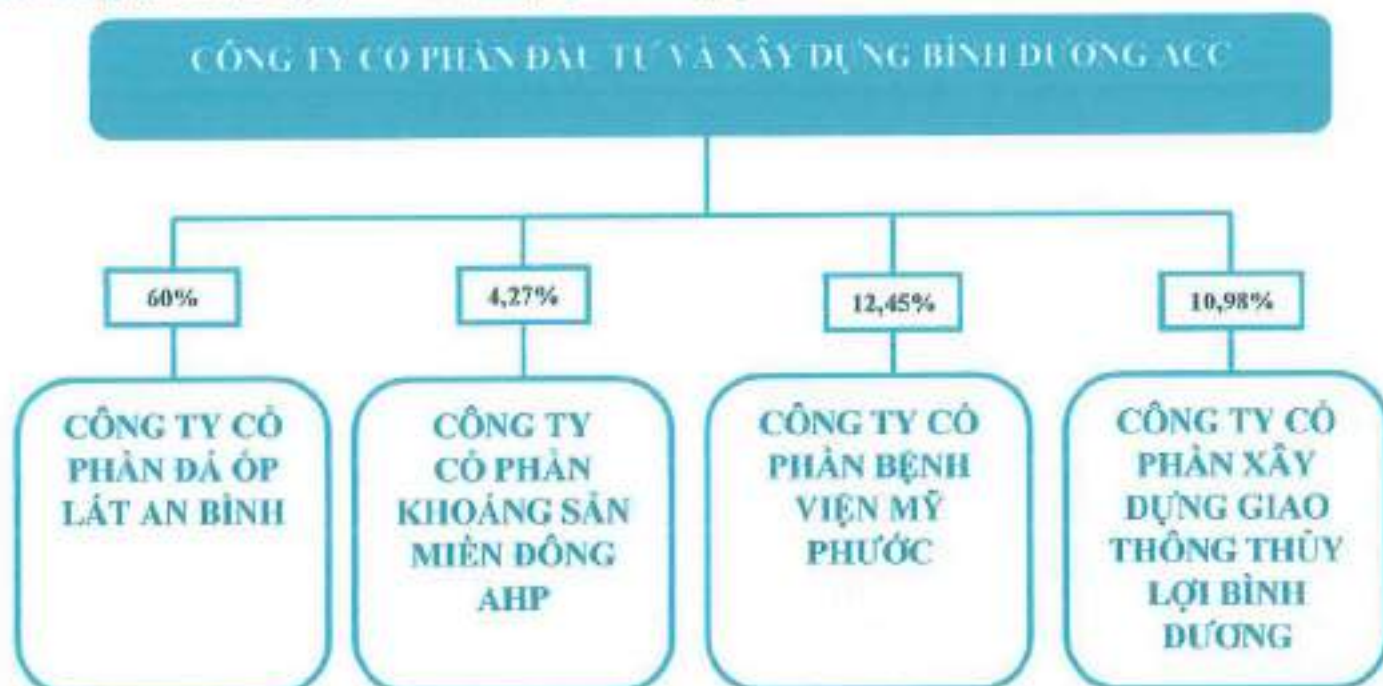 CÔNG TY CỔ PHẦN ĐẦU TƯ VÀ XÂY DỰNG BÌNH DƯƠNG ACC
60%
4,27%
12,45%
10,98%
CÔNG TY CỔ
PHẦN ĐÁ ỐP
LÁT AN BÌNH
CÔNG TY
CỔ PHẦN
KHOÁNG SẢN
MIỀN ĐÔNG
AHP
CÔNG TY CỔ
PHẦN BỆNH
VIỆN MỸ
PHƯỚC
CÔNG TY CỔ
PHẦN XÂY
DỰNG GIAO
THÔNG THỦY
LỢI BÌNH
DƯƠNG